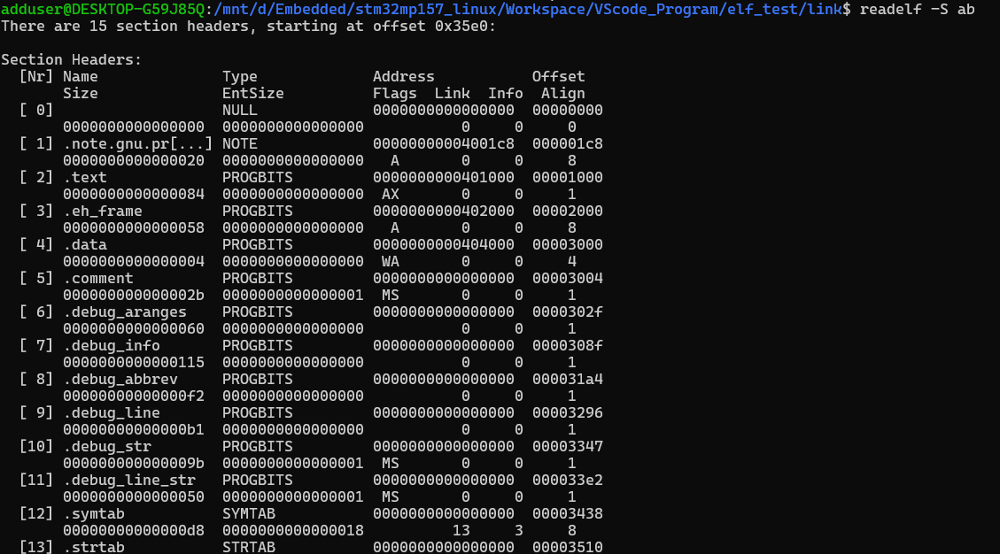 adduser@DESKTOP-G59J85Q:/mnt/d/Embedded/stm32mp157_linux/Workspace/VScode_Program/elf_test/link$ readelf -S ab
There are 15 section headers, starting at offset 0x35e0:

Section Headers:
  [Nr] Name              Type             Address           Offset
       Size              EntSize          Flags  Link  Info  Align
  [ 0]                   NULL             0000000000000000  00000000
       0000000000000000  0000000000000000           0     0     0
  [ 1] .note.gnu.pr[...] NOTE             00000000004001c8  000001c8
       0000000000000020  0000000000000000   A       0     0     8
  [ 2] .text             PROGBITS         0000000000401000  00001000
       0000000000000084  0000000000000000  AX       0     0     1
  [ 3] .eh_frame         PROGBITS         0000000000402000  00002000
       0000000000000058  0000000000000000   A       0     0     8
  [ 4] .data             PROGBITS         0000000000404000  00003000
       0000000000000004  0000000000000000  WA       0     0     4
  [ 5] .comment          PROGBITS         0000000000000000  00003004
       000000000000002b  0000000000000001  MS       0     0     1
  [ 6] .debug_aranges    PROGBITS         0000000000000000  0000302f
       0000000000000060  0000000000000000           0     0     1
  [ 7] .debug_info       PROGBITS         0000000000000000  0000308f
       0000000000000115  0000000000000000           0     0     1
  [ 8] .debug_abbrev     PROGBITS         0000000000000000  000031a4
       00000000000000f2  0000000000000000           0     0     1
  [ 9] .debug_line       PROGBITS         0000000000000000  00003296
       00000000000000b1  0000000000000000           0     0     1
  [10] .debug_str        PROGBITS         0000000000000000  00003347
       000000000000009b  0000000000000001  MS       0     0     1
  [11] .debug_line_str   PROGBITS         0000000000000000  000033e2
       0000000000000050  0000000000000001  MS       0     0     1
  [12] .symtab           SYMTAB           0000000000000000  00003438
       00000000000000d8  0000000000000018          13     3     8
  [13] .strtab           STRTAB           0000000000000000  00003510